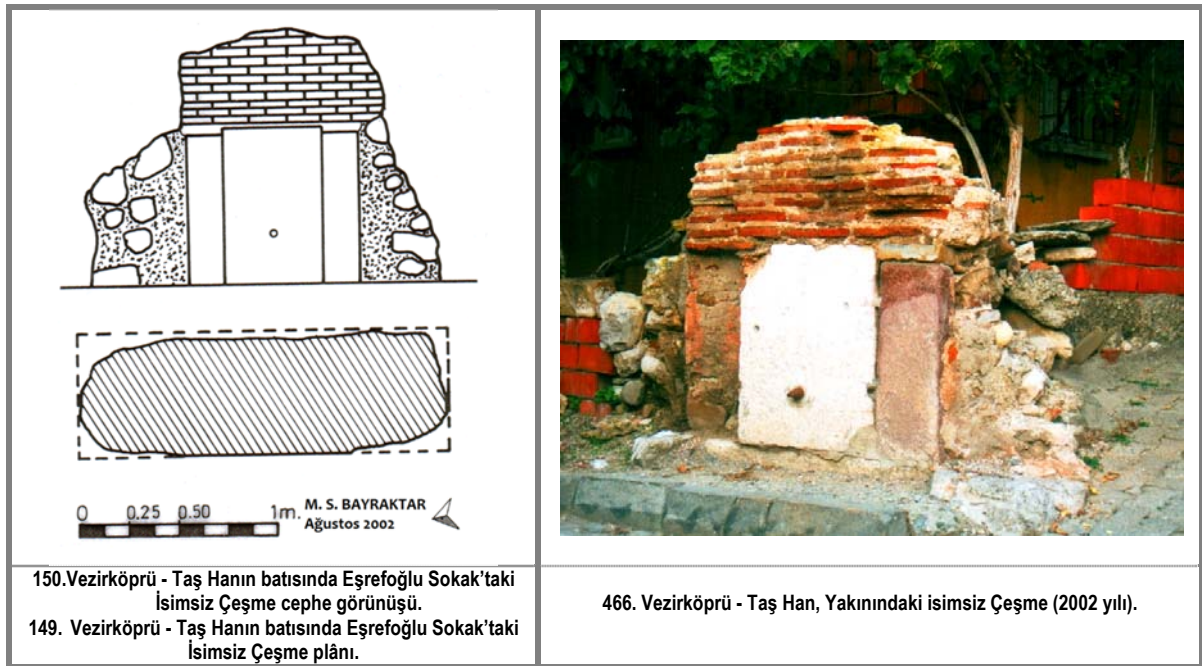 0 0,25 0.50 1m.
M. S. BAYRAKTAR
Ağustos 2002
150.Vezirköprü - Taş Hanın batısında Eşrefoğlu Sokak’taki
İsimsiz Çeşme cephe görünüşü.
149. Vezirköprü - Taş Hanın batısında Eşrefoğlu Sokak’taki
İsimsiz Çeşme plânı.
466. Vezirköprü - Taş Han, Yakınındaki isimsiz Çeşme (2002 yılı).